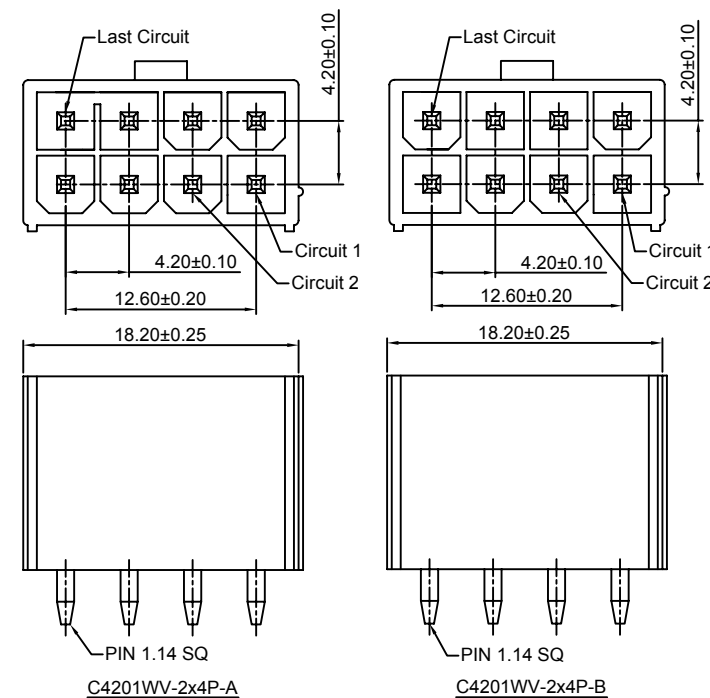 Last Circuit
4.20±0.10
Circuit 1
4.20±0.10
Circuit 2
12.60±0.20
18.20±0.25
PIN 1.14 SQ
C4201WV-2x4P-A
Last Circuit
4.20±0.10
Circuit 1
4.20±0.10
Circuit 2
12.60±0.20
18.20±0.25
PIN 1.14 SQ
C4201WV-2x4P-B